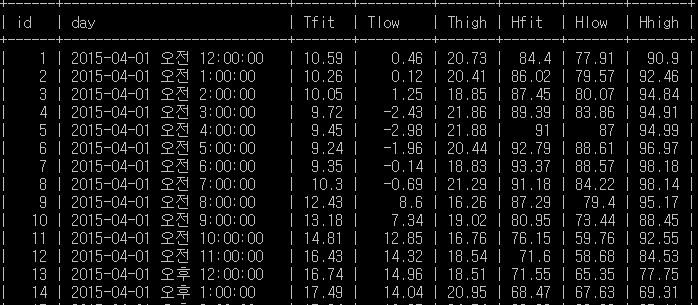 id | day | Tfit | Tlow | Thigh | Hfit | Hlow | Hhigh
1 | 2015-04-01 오전 12:00:00 | 10.59 | 0.46 | 20.73 | 84.4 | 77.91 | 90.9
2 | 2015-04-01 오전 1:00:00 | 10.26 | 0.12 | 20.41 | 86.02 | 79.57 | 92.46
3 | 2015-04-01 오전 2:00:00 | 10.05 | 1.25 | 18.85 | 87.45 | 80.07 | 94.84
4 | 2015-04-01 오전 3:00:00 | 9.72 | -2.43 | 21.86 | 89.39 | 83.86 | 94.91
5 | 2015-04-01 오전 4:00:00 | 9.45 | -2.98 | 21.88 | 91 | 87 | 94.99
6 | 2015-04-01 오전 5:00:00 | 9.24 | -1.96 | 20.44 | 92.79 | 88.61 | 96.97
7 | 2015-04-01 오전 6:00:00 | 9.35 | -0.14 | 18.83 | 93.37 | 88.57 | 98.18
8 | 2015-04-01 오전 7:00:00 | 10.3 | -0.69 | 21.29 | 91.18 | 84.22 | 98.14
9 | 2015-04-01 오전 8:00:00 | 12.43 | 8.6 | 16.26 | 87.29 | 79.4 | 95.17
10 | 2015-04-01 오전 9:00:00 | 13.18 | 7.34 | 19.02 | 80.95 | 73.44 | 88.45
11 | 2015-04-01 오전 10:00:00 | 14.81 | 12.85 | 16.76 | 76.15 | 59.76 | 92.55
12 | 2015-04-01 오전 11:00:00 | 16.43 | 14.32 | 18.54 | 71.6 | 58.68 | 84.53
13 | 2015-04-01 오후 12:00:00 | 16.74 | 14.96 | 18.51 | 71.55 | 65.35 | 77.75
14 | 2015-04-01 오후 1:00:00 | 17.49 | 14.04 | 20.95 | 68.47 | 67.63 | 69.31